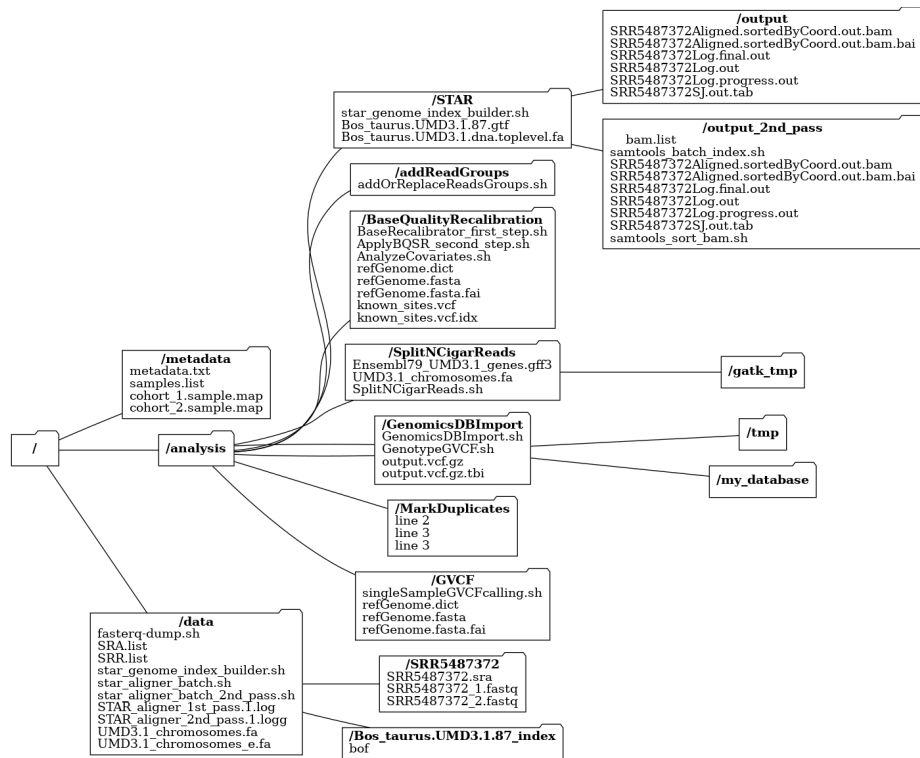 /output
SRR5487372Aligned.sortedByCoord.out.bam
SRR5487372Aligned.sortedByCoord.out.bam.bai
SRR5487372Log.final.out
SRR5487372Log.out
SRR5487372Log.progress.out
SRR5487372SJ.out.tab
/STAR
star_genome_index_builder.sh
Bos_taurus.UMD3.1.87.gtf
Bos_taurus.UMD3.1.dna.toplevel.fa
/output_2nd_pass
bam.list
samtools_batch_index.sh
SRR5487372Aligned.sortedByCoord.out.bam
SRR5487372Aligned.sortedByCoord.out.bam.bai
SRR5487372Log.final.out
SRR5487372Log.out
SRR5487372Log.progress.out
SRR5487372SJ.out.tab
samtools_sort_bam.sh
/addReadGroups
addOrReplaceReadsGroups.sh
/BaseQualityRecalibration
BaseRecalibrator_first_step.sh
ApplyBQSR_second_step.sh
AnalyzeCovariates.sh
refGenome.dict
refGenome.fasta
refGenome.fasta.fai
known_sites.vcf
known_sites.vcf.idx
/metadata
metadata.txt
samples.list
cohort_1.sample.map
cohort_2.sample.map
/SplitNCigarReads
Ensembl79_UMD3.1_genes.gff3
UMD3.1_chromosomes.fa
SplitNCigarReads.sh
/gatk_tmp
/
/analysis
/GenomicsDBImport
GenomicsDBImport.sh
GenotypeGVCF.sh
output.vcf.gz
output.vcf.gz.tbi
/tmp
/my_database
/MarkDuplicates
line 2
line 3
line 3
/GVCF
singleSampleGVCFcalling.sh
refGenome.dict
refGenome.fasta
refGenome.fasta.fai
/data
fasterq-dump.sh
SRA.list
SRR.list
star_genome_index_builder.sh
star_aligner_batch.sh
star_aligner_batch_2nd_pass.sh
STAR_aligner_1st_pass.1.log
STAR_aligner_2nd_pass.1.logg
UMD3.1_chromosomes.fa
UMD3.1_chromosomes_e.fa
/SRR5487372
SRR5487372.sra
SRR5487372_1.fastq
SRR5487372_2.fastq
/Bos_taurus.UMD3.1.87_index
bof